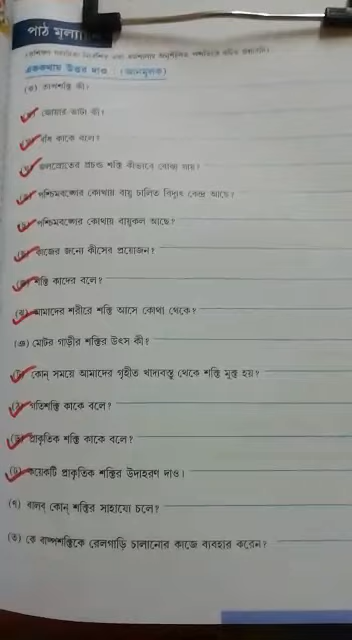 পাঠ মূল্যা
এককথায় উত্তর দাও : (জ্ঞানমূলক)
(ক) তাপশক্তি কী?
জোয়ার ভাটা কী?
কাকে বলে?
জলস্রোতের প্রচণ্ড শক্তি কীভাবে বোঝা যায়?
পশ্চিমবঙ্গের কোথায় বায়ু চালিত বিদ্যুৎ কেন্দ্র আছে?
পশ্চিমবঙ্গের কোথায় বায়ুকল আছে?
কাজের জন্যে কীসের প্রয়োজন?
শক্তি কাদের বলে?
(ঝ) আমাদের শরীরে শক্তি আসে কোথা থেকে?
(ঞ) মোটর গাড়ীর শক্তির উৎস কী?
(ট) কোন্ সময়ে আমাদের গৃহীত খাদ্যবস্তু থেকে শক্তি মুক্ত হয়?
(ঠ) গতিশক্তি কাকে বলে?
(ড) প্রাকৃতিক শক্তি কাকে বলে?
(ঢ) কয়েকটি প্রাকৃতিক শক্তির উদাহরণ দাও।
(ণ) বালব্ কোন্ শক্তির সাহায্যে চলে?
(ত) কে বাষ্পশক্তিকে রেলগাড়ি চালানোর কাজে ব্যবহার করেন?